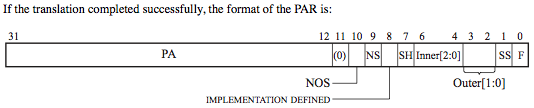 If the translation completed successfully, the format of the PAR is:
31 12 11 10 9 8 7 6 4 3 2 1 0
PA (0) NS SH Inner[2:0] SS F
NOS Outer[1:0]
IMPLEMENTATION DEFINED